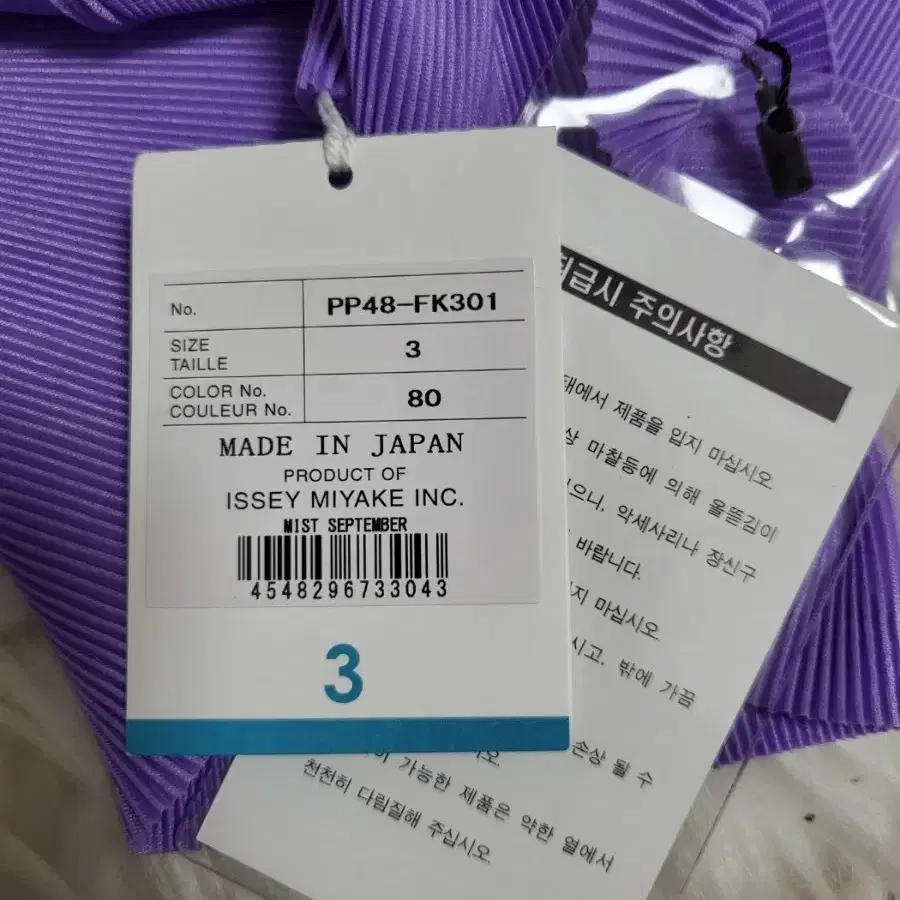 No. PP48-FK301
SIZE
TAILLE 3
COLOR No.
COULEUR No. 80
MADE IN JAPAN
PRODUCT OF
ISSEY MIYAKE INC.
MIST SEPTEMBER
4548296733043
3
급시 주의사항
태에서 제품을 입지 마십시오.
상 마찰등에 의해 올뜯김이
으니, 악세사리나 장신구
바랍니다.
지 마십시오
시고, 밖에 가끔
손상 될 수
오.
가능한 제품은 약한 열에서
천천히 다림질해 주십시오.